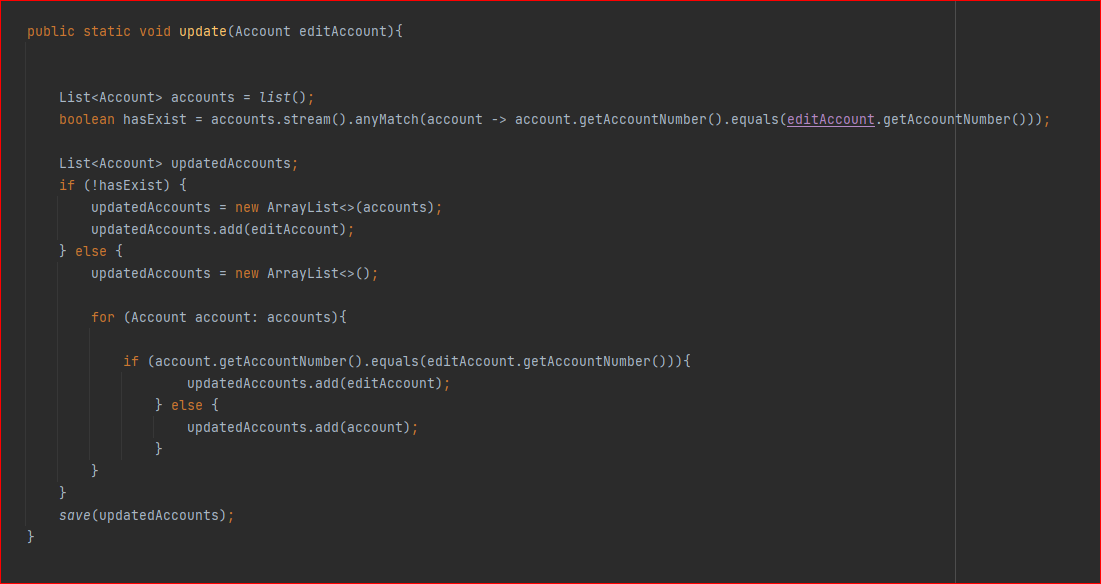 public static void update(Account editAccount){
List<Account> accounts = list();
boolean hasExist = accounts.stream().anyMatch(account -> account.getAccountNumber().equals(editAccount.getAccountNumber()));
List<Account> updatedAccounts;
if (!hasExist) {
updatedAccounts = new ArrayList<>(accounts);
updatedAccounts.add(editAccount);
} else {
updatedAccounts = new ArrayList<>();
for (Account account: accounts){
if (account.getAccountNumber().equals(editAccount.getAccountNumber())){
updatedAccounts.add(editAccount);
} else {
updatedAccounts.add(account);
}
}
}
save(updatedAccounts);
}